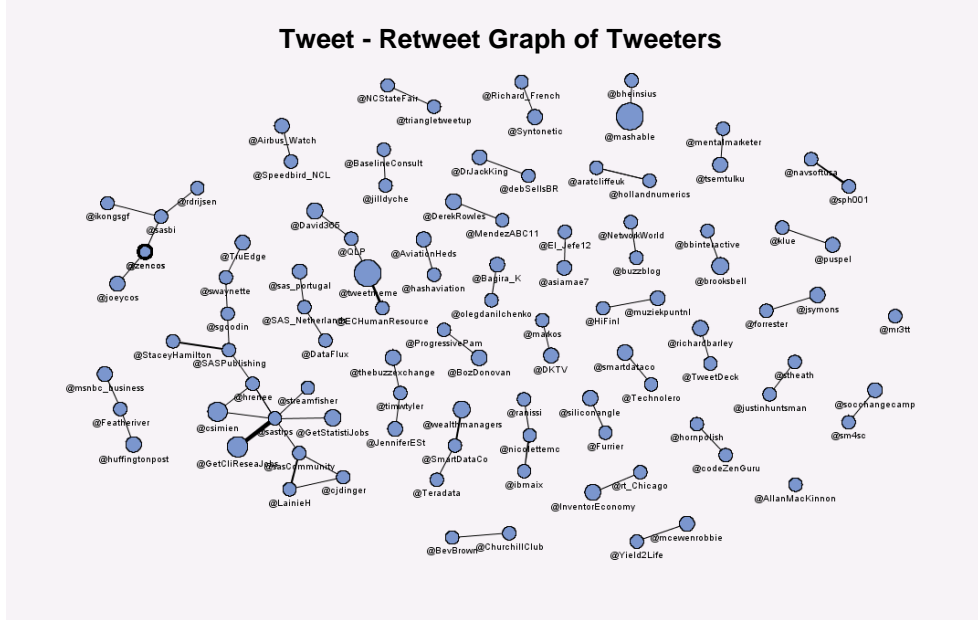 Tweet - Retweet Graph of Tweeters
@NCStateFair
@triangletweetup
@Richard_French
@Syntonetic
@bheinsius
@mashable
@mentalmarketer
@tsemtulku
@Airbus_Watch
@Speedbird_NCL
@BaselineConsult
@jilldyche
@DrJackKing
@debSellsBR
@aratcliffeuk
@hollandnumerics
@navsoftusa
@sph001
@rdrijsen
@ikongsgf
@sasbi
@zencos
@joeycos
@David365
@QLP
@tweetmeme
@ECHumanResource
@DerekRowles
@MendezABC11
@AviationHeds
@hashaviation
@El_Jefe12
@asiamae7
@NetworkWorld
@buzzblog
@bbinteractive
@brooksbell
@klue
@puspel
@TruEdge
@swaynette
@sgoodin
@SASPublishing
@StaceyHamilton
@sas_portugal
@SAS_Netherlands
@DataFlux
@Bagira_K
@olegdanilchenko
@HiFinl
@muziekpuntnl
@forrester
@jsymons
@mr3tt
@ProgressivePam
@BozDonovan
@markos
@DKTV
@richardbarley
@TweetDeck
@smartdataco
@Technolero
@stheath
@justinhuntsman
@socchangecamp
@sm4sc
@msnbc_business
@Featheriver
@huffingtonpost
@hrenee
@streamfisher
@csimien
@sastips
@GetStatistiJobs
@GetCliReseaJobs
@sasCommunity
@cjdinger
@LainieH
@thebuzzexchange
@timwtyler
@JenniferESt
@wealthmanagers
@SmartDataCo
@Teradata
@ranissi
@nicolettemc
@ibmaix
@siliconangle
@Furrier
@hornpolish
@codeZenGuru
@rt_Chicago
@InventorEconomy
@AllanMacKinnon
@BevBrown
@ChurchillClub
@mcewenrobbie
@Yield2Life